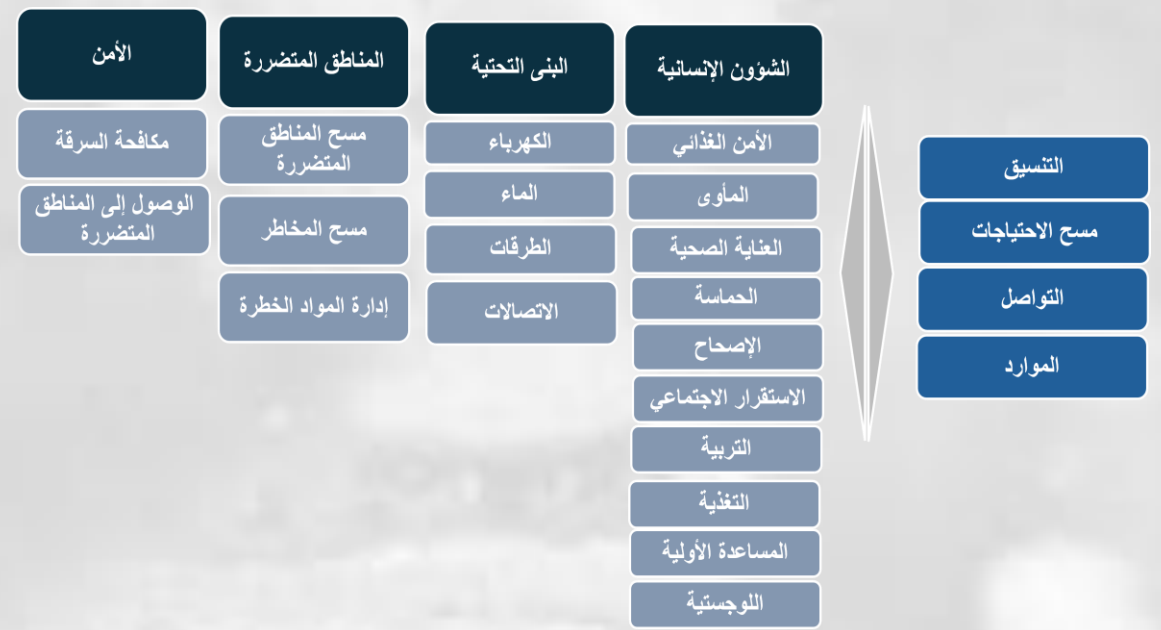 التنسيق
مسح الاحتياجات
التواصل
الموارد
الشؤون الإنسانية
الأمن الغذائي
المأوى
العناية الصحية
الحماسة
الإصحاح
الاستقرار الاجتماعي
التربية
التغذية
المساعدة الأولية
اللوجستية
البنى التحتية
الكهرباء
الماء
الطرقات
الاتصالات
المناطق المتضررة
مسح المناطق
المتضررة
مسح المخاطر
إدارة المواد الخطرة
الأمن
مكافحة السرقة
الوصول إلى المناطق
المتضررة